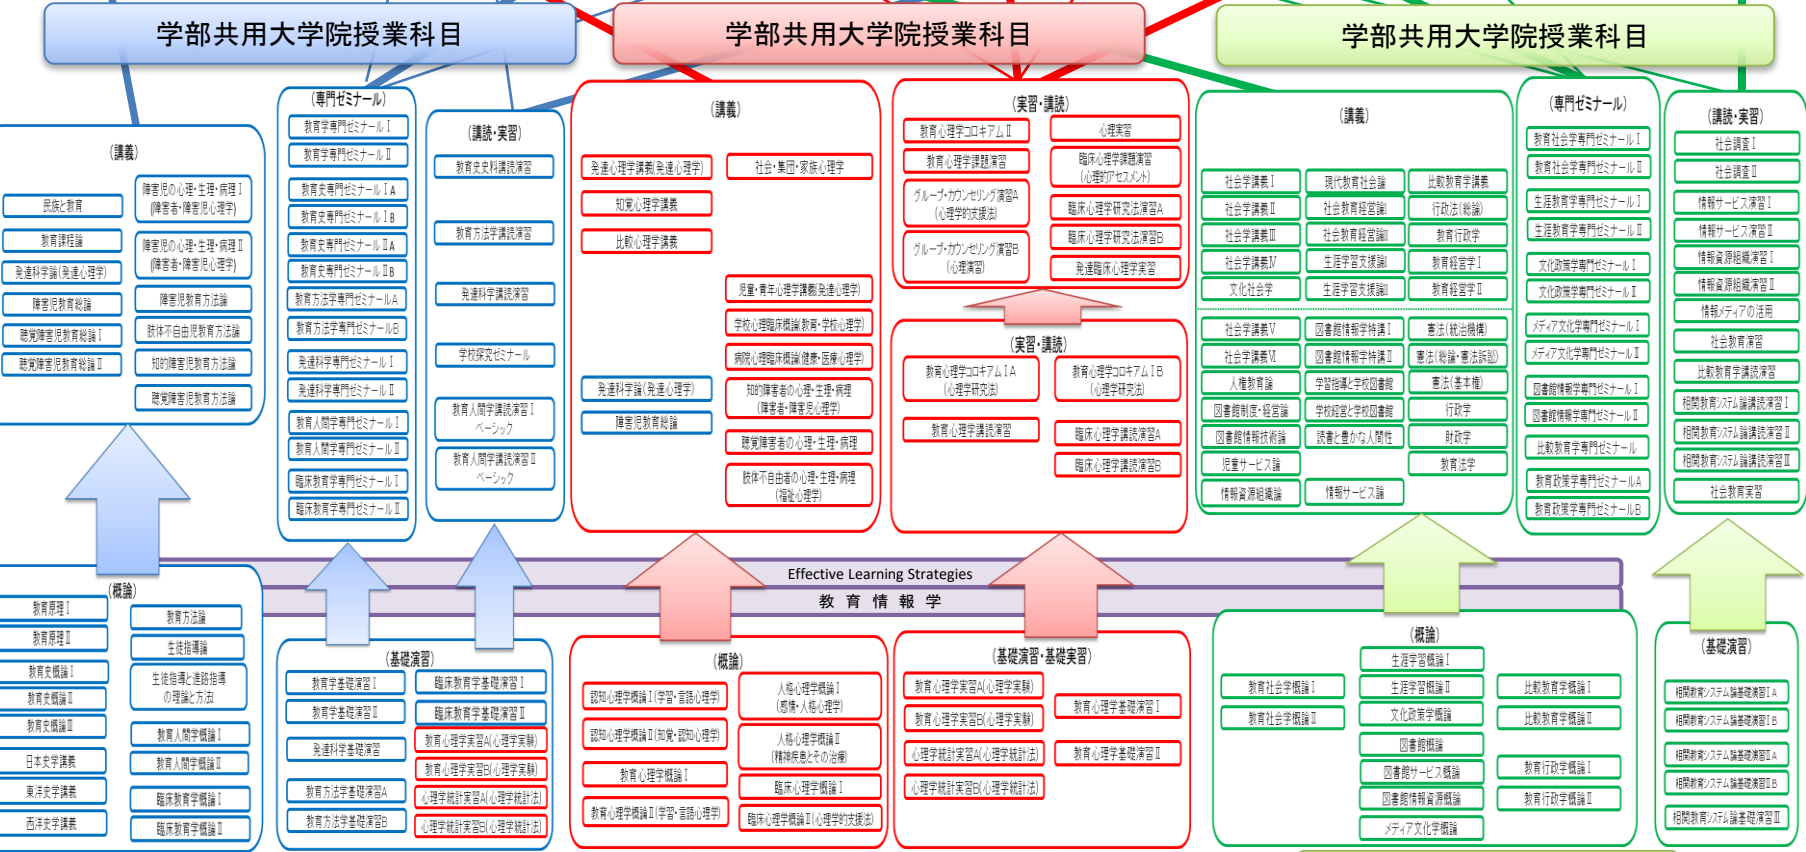 学部共用大学院授業科目
学部共用大学院授業科目
学部共用大学院授業科目
(講義)
民族と教育
教育課程論
発達科学論(発達心理学)
障害児教育総論
聴覚障害児教育総論Ⅰ
聴覚障害児教育総論Ⅱ
障害児の心理・生理・病理Ⅰ
(障害者・障害児心理学)
障害児の心理・生理・病理Ⅱ
(障害者・障害児心理学)
障害児教育方法論
肢体不自由児教育方法論
知的障害児教育方法論
聴覚障害児教育方法論
(専門ゼミナール)
教育学専門ゼミナールⅠ
教育学専門ゼミナールⅡ
教育史専門ゼミナールⅠA
教育史専門ゼミナールⅠB
教育史専門ゼミナールⅡA
教育史専門ゼミナールⅡB
教育方法学専門ゼミナールA
教育方法学専門ゼミナールB
発達科学専門ゼミナールⅠ
発達科学専門ゼミナールⅡ
教育人間学専門ゼミナールⅠ
教育人間学専門ゼミナールⅡ
臨床教育学専門ゼミナールⅠ
臨床教育学専門ゼミナールⅡ
(講読・実習)
教育史史料講読演習
教育方法学講読演習
発達科学講読演習
学校探究ゼミナール
教育人間学講読演習Ⅰ
ベーシック
教育人間学講読演習Ⅱ
ベーシック
(講義)
発達心理学講義(発達心理学)
知覚心理学講義
比較心理学講義
発達科学論(発達心理学)
障害児教育総論
社会・集団・家族心理学
児童・青年心理学講義(発達心理学)
学校心理臨床概論(教育・学校心理学)
病院心理臨床概論(健康・医療心理学)
知的障害者の心理・生理・病理
(障害者・障害児心理学)
聴覚障害者の心理・生理・病理
肢体不自由者の心理・生理・病理
(福祉心理学)
(実習・講読)
教育心理学コロキアムⅡ
教育心理学課題演習
グループ・カウンセリング演習A
(心理学的支援法)
グループ・カウンセリング演習B
(心理演習)
心理実習
臨床心理学課題演習
(心理的アセスメント)
臨床心理学研究法演習A
臨床心理学研究法演習B
発達臨床心理学実習
(実習・講読)
教育心理学コロキアムⅠA
(心理学研究法)
教育心理学講読演習
教育心理学コロキアムⅠB
(心理学研究法)
臨床心理学講読演習A
臨床心理学講読演習B
(講義)
社会学講義Ⅰ
社会学講義Ⅱ
社会学講義Ⅲ
社会学講義Ⅳ
文化社会学
現代教育社会論
社会教育経営論Ⅰ
社会教育経営論Ⅱ
生涯学習支援論Ⅰ
生涯学習支援論Ⅱ
比較教育学講義
行政法(総論)
教育行政学
教育経営学Ⅰ
教育経営学Ⅱ
社会学講義Ⅴ
社会学講義Ⅵ
人権教育論
図書館制度・経営論
図書館情報技術論
児童サービス論
情報資源組織論
図書館情報学特講Ⅰ
図書館情報学特講Ⅱ
学習指導と学校図書館
学校経営と学校図書館
読書と豊かな人間性
情報サービス論
憲法(統治機構)
憲法(総論・憲法訴訟)
憲法(基本権)
行政学
財政学
教育法学
(専門ゼミナール)
教育社会学専門ゼミナールⅠ
教育社会学専門ゼミナールⅡ
生涯教育学専門ゼミナールⅠ
生涯教育学専門ゼミナールⅡ
文化政策学専門ゼミナールⅠ
文化政策学専門ゼミナールⅡ
メディア文化学専門ゼミナールⅠ
メディア文化学専門ゼミナールⅡ
図書館情報学専門ゼミナールⅠ
図書館情報学専門ゼミナールⅡ
比較教育学専門ゼミナール
教育政策学専門ゼミナールA
教育政策学専門ゼミナールB
(講読・実習)
社会調査Ⅰ
社会調査Ⅱ
情報サービス演習Ⅰ
情報サービス演習Ⅱ
情報資源組織演習Ⅰ
情報資源組織演習Ⅱ
情報メディアの活用
社会教育演習
比較教育学講読演習
相関教育システム論講読演習Ⅰ
相関教育システム論講読演習Ⅱ
相関教育システム論講読演習Ⅲ
社会教育実習
Effective Learning Strategies
教育情報学
(概論)
教育原理Ⅰ
教育原理Ⅱ
教育史概論Ⅰ
教育史概論Ⅱ
教育史概論Ⅲ
日本史学講義
東洋史学講義
西洋史学講義
教育方法論
生徒指導論
生徒指導と進路指導
の理論と方法
教育人間学概論Ⅰ
教育人間学概論Ⅱ
臨床教育学概論Ⅰ
臨床教育学概論Ⅱ
(基礎演習)
教育学基礎演習Ⅰ
教育学基礎演習Ⅱ
発達科学基礎演習
教育方法学基礎演習A
教育方法学基礎演習B
臨床教育学基礎演習Ⅰ
臨床教育学基礎演習Ⅱ
教育心理学実習A(心理学実験)
教育心理学実習B(心理学実験)
心理学統計実習A(心理学統計法)
心理学統計実習B(心理学統計法)
(概論)
認知心理学概論Ⅰ(学習・言語心理学)
認知心理学概論Ⅱ(知覚・認知心理学)
教育心理学概論Ⅰ
教育心理学概論Ⅱ(学習・言語心理学)
人格心理学概論Ⅰ
(感情・人格心理学)
人格心理学概論Ⅱ
(精神疾患とその治療)
臨床心理学概論Ⅰ
臨床心理学概論Ⅱ(心理学的支援法)
(基礎演習・基礎実習)
教育心理学実習A(心理学実験)
教育心理学実習B(心理学実験)
心理学統計実習A(心理学統計法)
心理学統計実習B(心理学統計法)
教育心理学基礎演習Ⅰ
教育心理学基礎演習Ⅱ
(概論)
教育社会学概論Ⅰ
教育社会学概論Ⅱ
生涯学習概論Ⅰ
生涯学習概論Ⅱ
文化政策学概論
図書館概論
図書館サービス概論
図書館情報資源概論
メディア文化学概論
比較教育学概論Ⅰ
比較教育学概論Ⅱ
教育行政学概論Ⅰ
教育行政学概論Ⅱ
(基礎演習)
相関教育システム論基礎演習ⅠA
相関教育システム論基礎演習ⅠB
相関教育システム論基礎演習ⅡA
相関教育システム論基礎演習ⅡB
相関教育システム論基礎演習Ⅲ